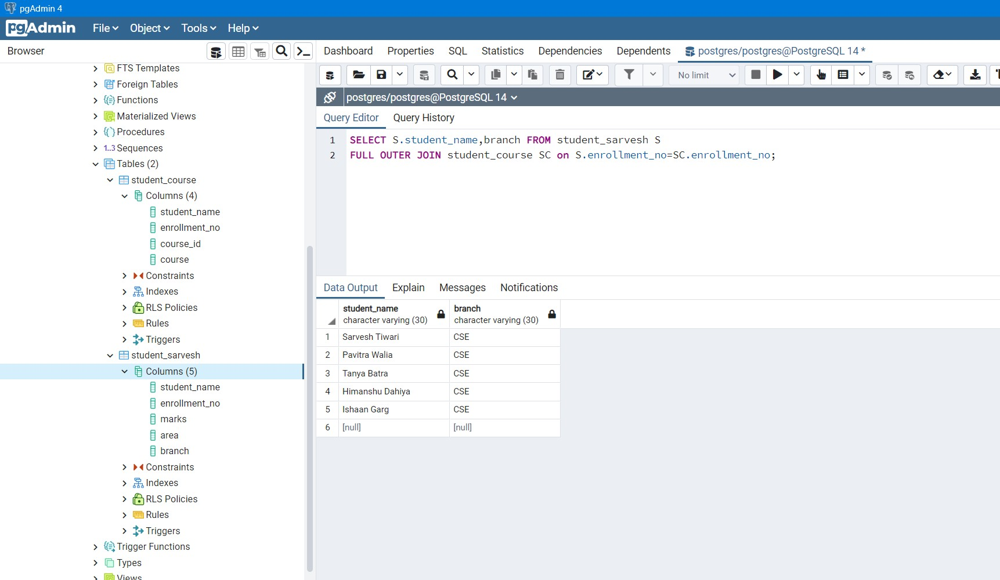 pgAdmin 4
pgAdmin File Object Tools Help
Browser
FTS Templates
Foreign Tables
Functions
Materialized Views
Procedures
1..3 Sequences
Tables (2)
student_course
Columns (4)
student_name
enrollment_no
course_id
course
Constraints
Indexes
RLS Policies
Rules
Triggers
student_sarvesh
Columns (5)
student_name
enrollment_no
marks
area
branch
Constraints
Indexes
RLS Policies
Rules
Triggers
Trigger Functions
Types
Views
Dashboard Properties SQL Statistics Dependencies Dependents postgres/postgres@PostgreSQL 14 *
No limit
postgres/postgres@PostgreSQL 14
Query Editor Query History
1 SELECT S.student_name,branch FROM student_sarvesh S
2 FULL OUTER JOIN student_course SC on S.enrollment_no=SC.enrollment_no;
Data Output Explain Messages Notifications
student_name branch
character varying (30) character varying (30)
1 Sarvesh Tiwari CSE
2 Pavitra Walia CSE
3 Tanya Batra CSE
4 Himanshu Dahiya CSE
5 Ishaan Garg CSE
6 [null] [null]